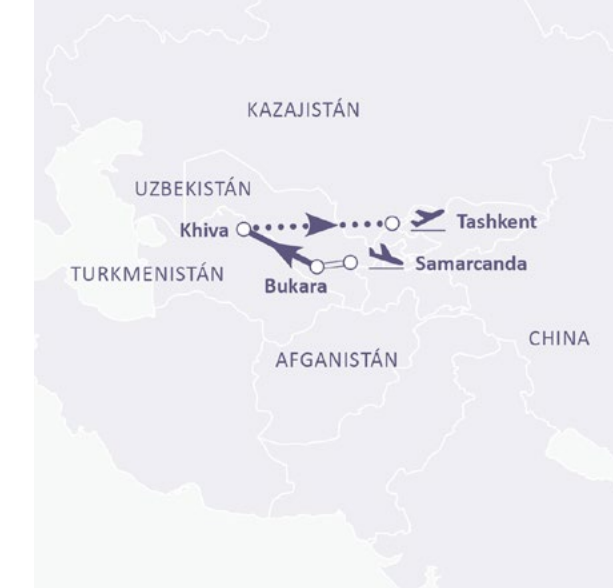 KAZAJISTÁN
UZBEKISTÁN
Khiva
Tashkent
TURKMENISTÁN
Samarcanda
Bukara
CHINA
AFGANISTÁN